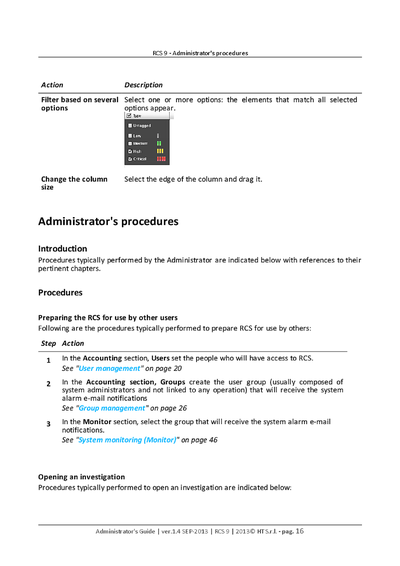 RCS 9 - Administrator's procedures
Action Description
Filter based on several options
Select one or more options: the elements that match all selected
options appear.
Untagged
Low
Medium
High
Critical
Change the column size
Select the edge of the column and drag it.
Administrator's procedures
Introduction
Procedures typically performed by the Administrator are indicated below with references to their
pertinent chapters.
Procedures
Preparing the RCS for use by other users
Following are the procedures typically performed to prepare RCS for use by others:
Step Action
1 In the Accounting section, Users set the people who will have access to RCS.
See "User management" on page 20
2 In the Accounting section, Groups create the user group (usually composed of
system administrators and not linked to any operation) that will receive the system
alarm e-mail notifications
See "Group management" on page 26
3 In the Monitor section, select the group that will receive the system alarm e-mail
notifications.
See "System monitoring (Monitor)" on page 46
Opening an investigation
Procedures typically performed to open an investigation are indicated below:
Administrator's Guide | ver.1.4 SEP-2013 | RCS 9 | 2013© HT S.r.l. - pag. 16